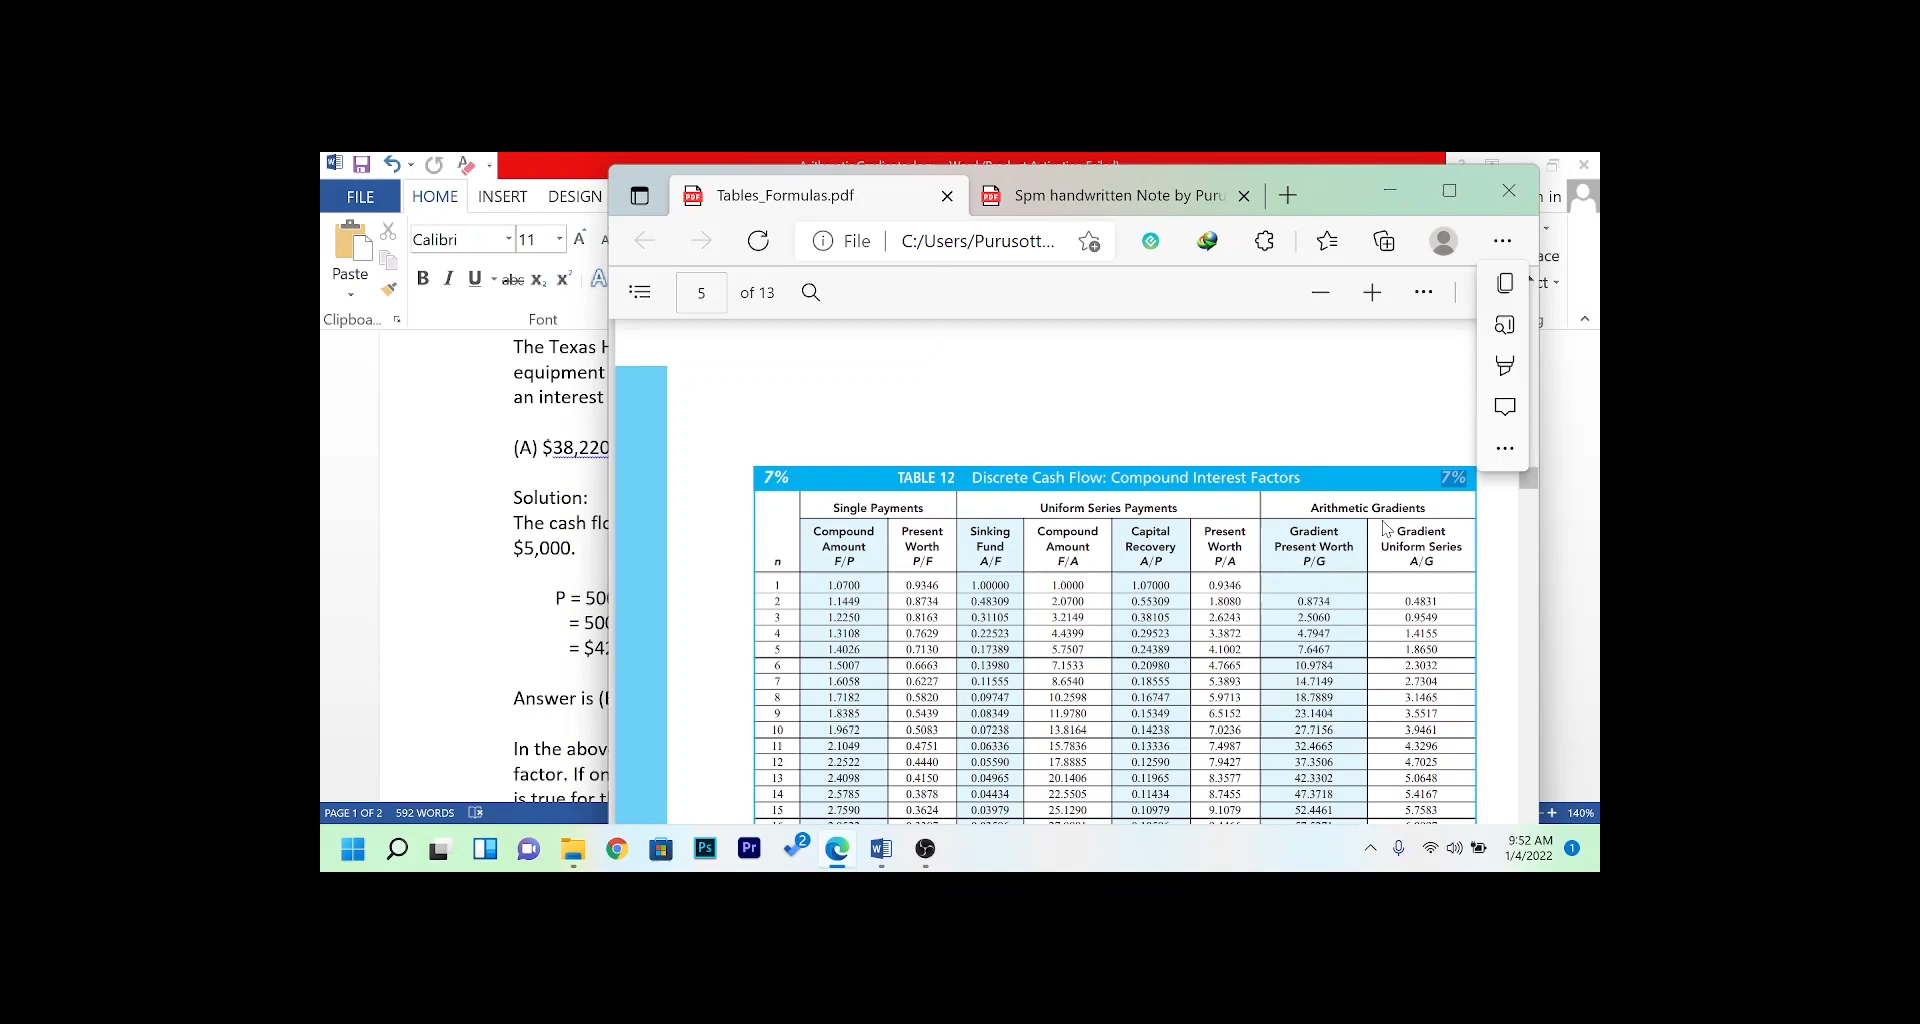 Tables_Formulas.pdf
Spm handwritten Note by Puru
FILE
HOME
INSERT
DESIGN
in
File
C:/Users/Purusott...
Calibri
11
Paste
B I U abc X₂ X²
5
of 13
Clipboa...
Font
The Texas H
equipment
an interest
(A) $38,220
Solution:
The cash flo
$5,000.
P = 500
= 500
= $42
Answer is (
In the abov
factor. If on
is true for t
7%
TABLE 12 Discrete Cash Flow: Compound Interest Factors
7%
Single Payments
Uniform Series Payments
Arithmetic Gradients
n
Compound Amount F/P
Present Worth P/F
Sinking Fund A/F
Compound Amount F/A
Capital Recovery A/P
Present Worth P/A
Gradient Present Worth P/G
Gradient Uniform Series A/G
1 1.0700 0.9346 1.00000 1.0000 1.07000 0.9346
2 1.1449 0.8734 0.48309 2.0700 0.55309 1.8080 0.8734 0.4831
3 1.2250 0.8163 0.31105 3.2149 0.38105 2.6243 2.5060 0.9549
4 1.3108 0.7629 0.22523 4.4399 0.29523 3.3872 4.7947 1.4155
5 1.4026 0.7130 0.17389 5.7507 0.24389 4.1002 7.6467 1.8650
6 1.5007 0.6663 0.13980 7.1533 0.20980 4.7665 10.9784 2.3032
7 1.6058 0.6227 0.11555 8.6540 0.18555 5.3893 14.7149 2.7304
8 1.7182 0.5820 0.09747 10.2598 0.16747 5.9713 18.7889 3.1465
9 1.8385 0.5439 0.08349 11.9780 0.15349 6.5152 23.1404 3.5517
10 1.9672 0.5083 0.07238 13.8164 0.14238 7.0236 27.7156 3.9461
11 2.1049 0.4751 0.06336 15.7836 0.13336 7.4987 32.4665 4.3296
12 2.2522 0.4440 0.05590 17.8885 0.12590 7.9427 37.3506 4.7025
13 2.4098 0.4150 0.04965 20.1406 0.11965 8.3577 42.3302 5.0648
14 2.5785 0.3878 0.04434 22.5505 0.11434 8.7455 47.3718 5.4167
15 2.7590 0.3624 0.03979 25.1290 0.10979 9.1079 52.4461 5.7583
PAGE 1 OF 2
592 WORDS
140%
Ps
Pr
2
9:52 AM
1/4/2022
1